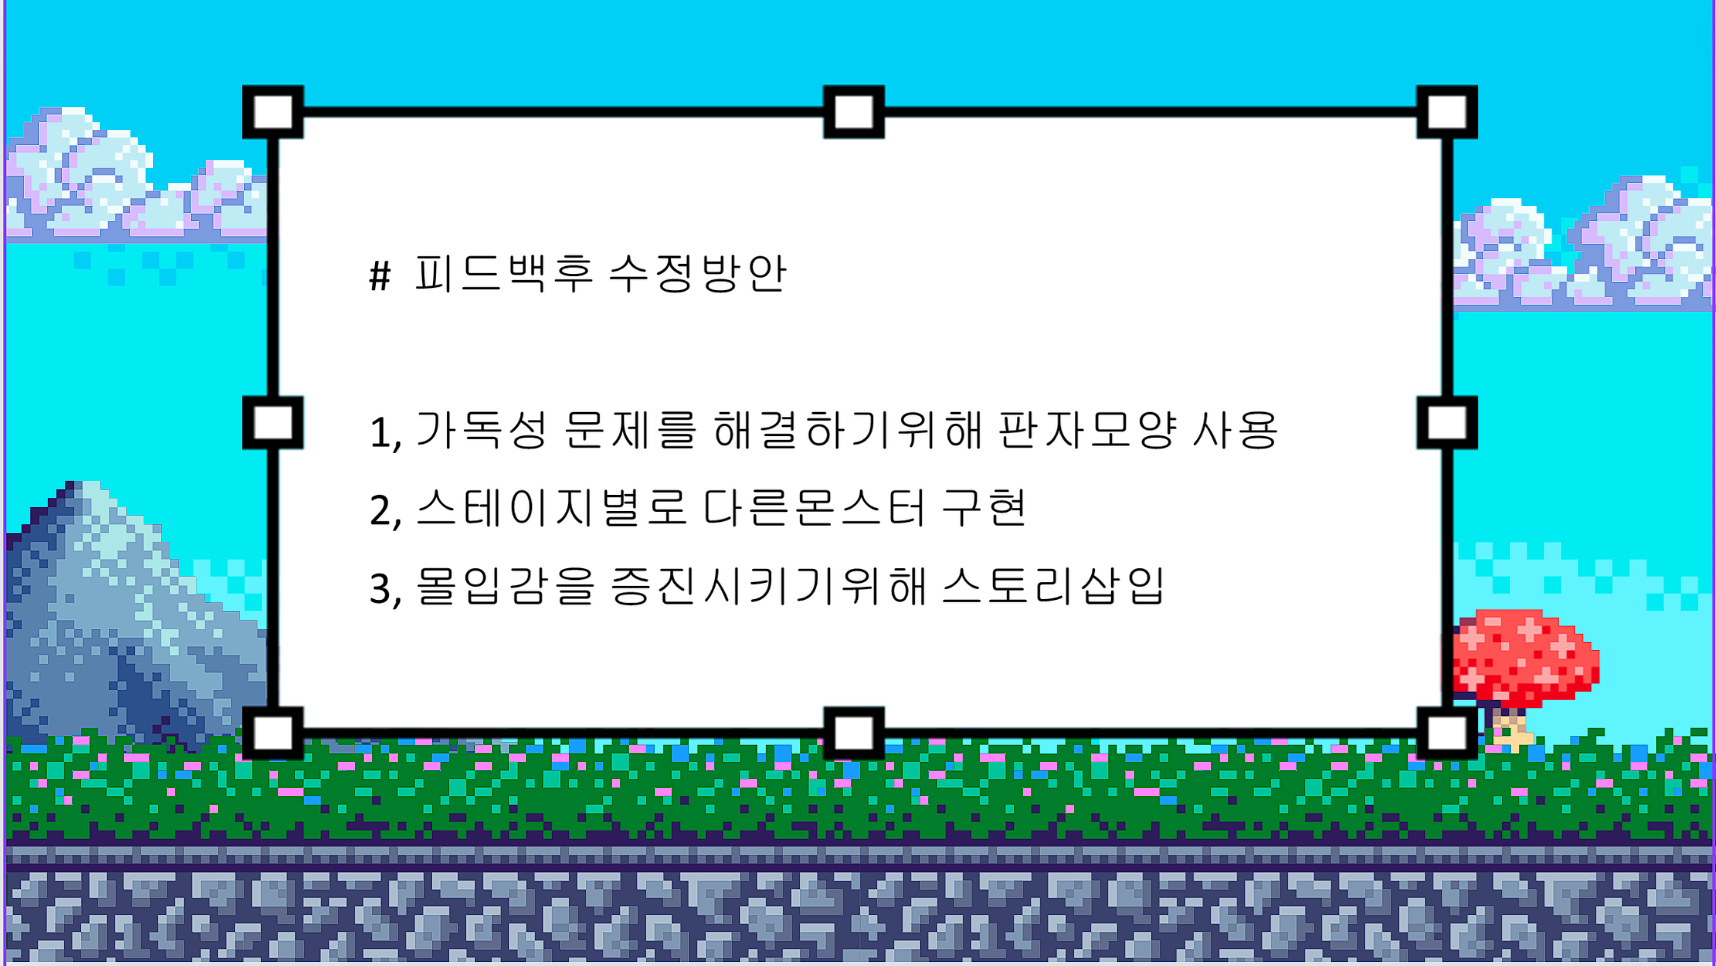 # 피드백후 수정방안
1, 가독성 문제를 해결하기위해 판자모양 사용
2, 스테이지별로 다른몬스터 구현
3, 몰입감을 증진시키기위해 스토리삽입